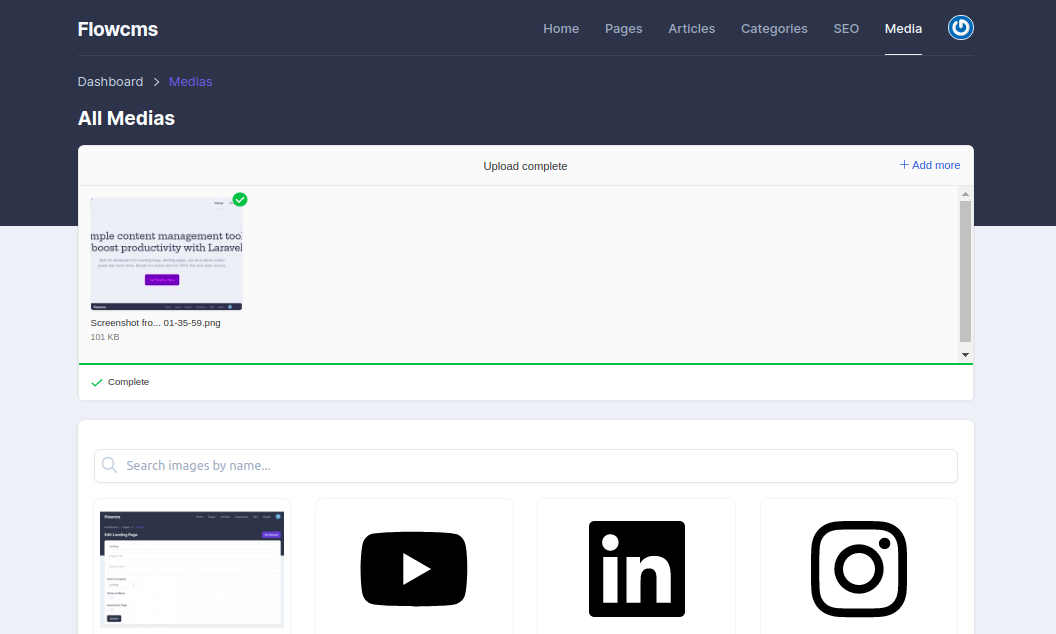 Flowcms
Home Pages Articles Categories SEO Media
Dashboard > Medias
All Medias
Upload complete
+ Add more
Home
mple content management tool
boost productivity with Laravel
Screenshot fro... 01-35-59.png
101 KB
Complete
Search images by name...
Flowcms
Edit Landing Page
in